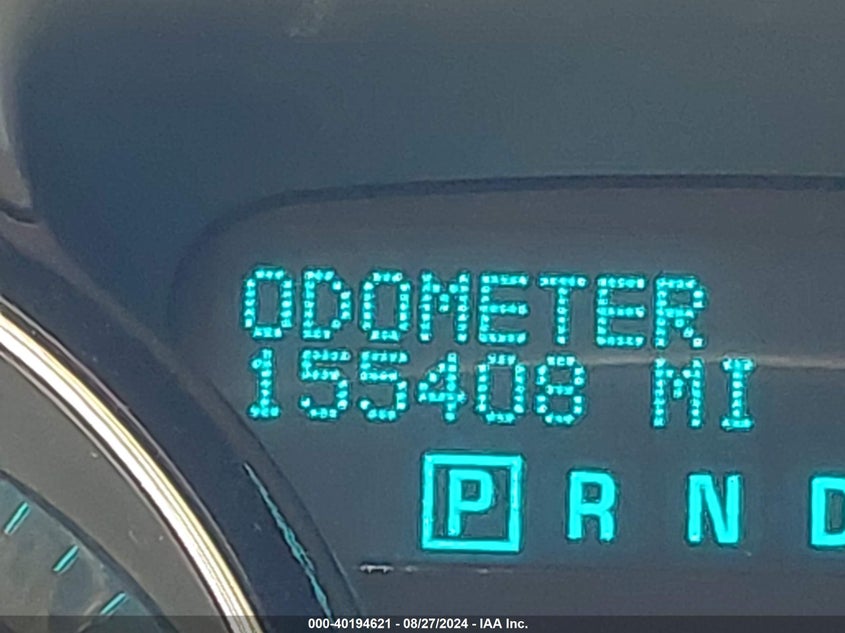 ODOMETER
155408 MI
P R N D
000-40194621 - 08/27/2024 - IAA Inc.